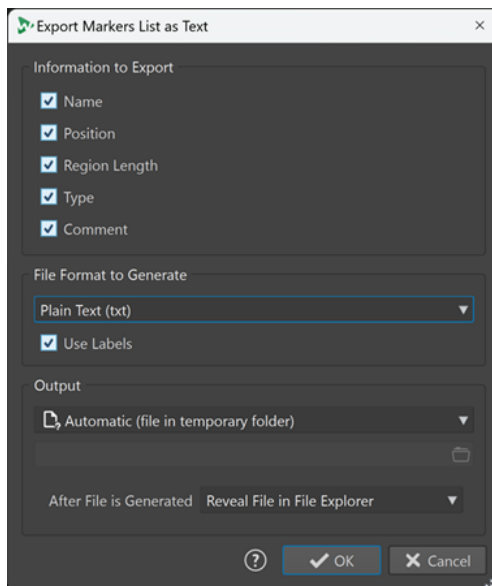 Export Markers List as Text
Information to Export
Name
Position
Region Length
Type
Comment
File Format to Generate
Plain Text (txt)
Use Labels
Output
Automatic (file in temporary folder)
After File is Generated Reveal File in File Explorer
OK Cancel